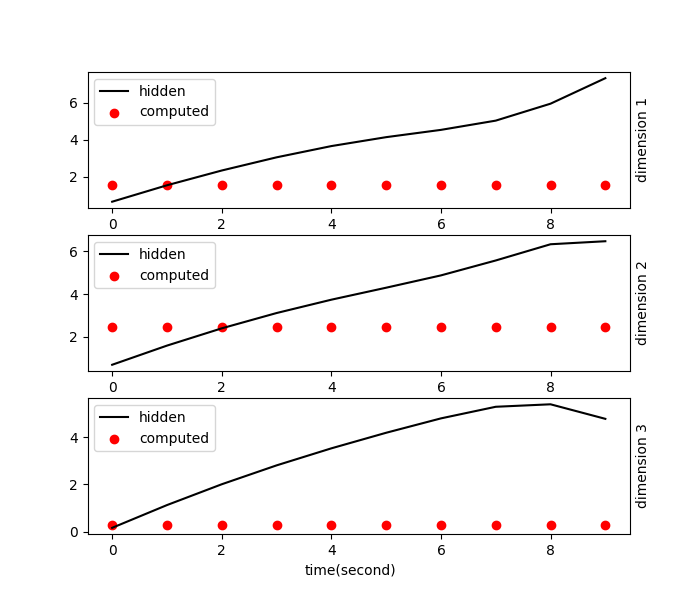 hidden
computed
6
4
2
0 2 4 6 8
dimension 1
hidden
computed
6
4
2
0 2 4 6 8
dimension 2
hidden
computed
4
2
0
0 2 4 6 8
dimension 3
time(second)